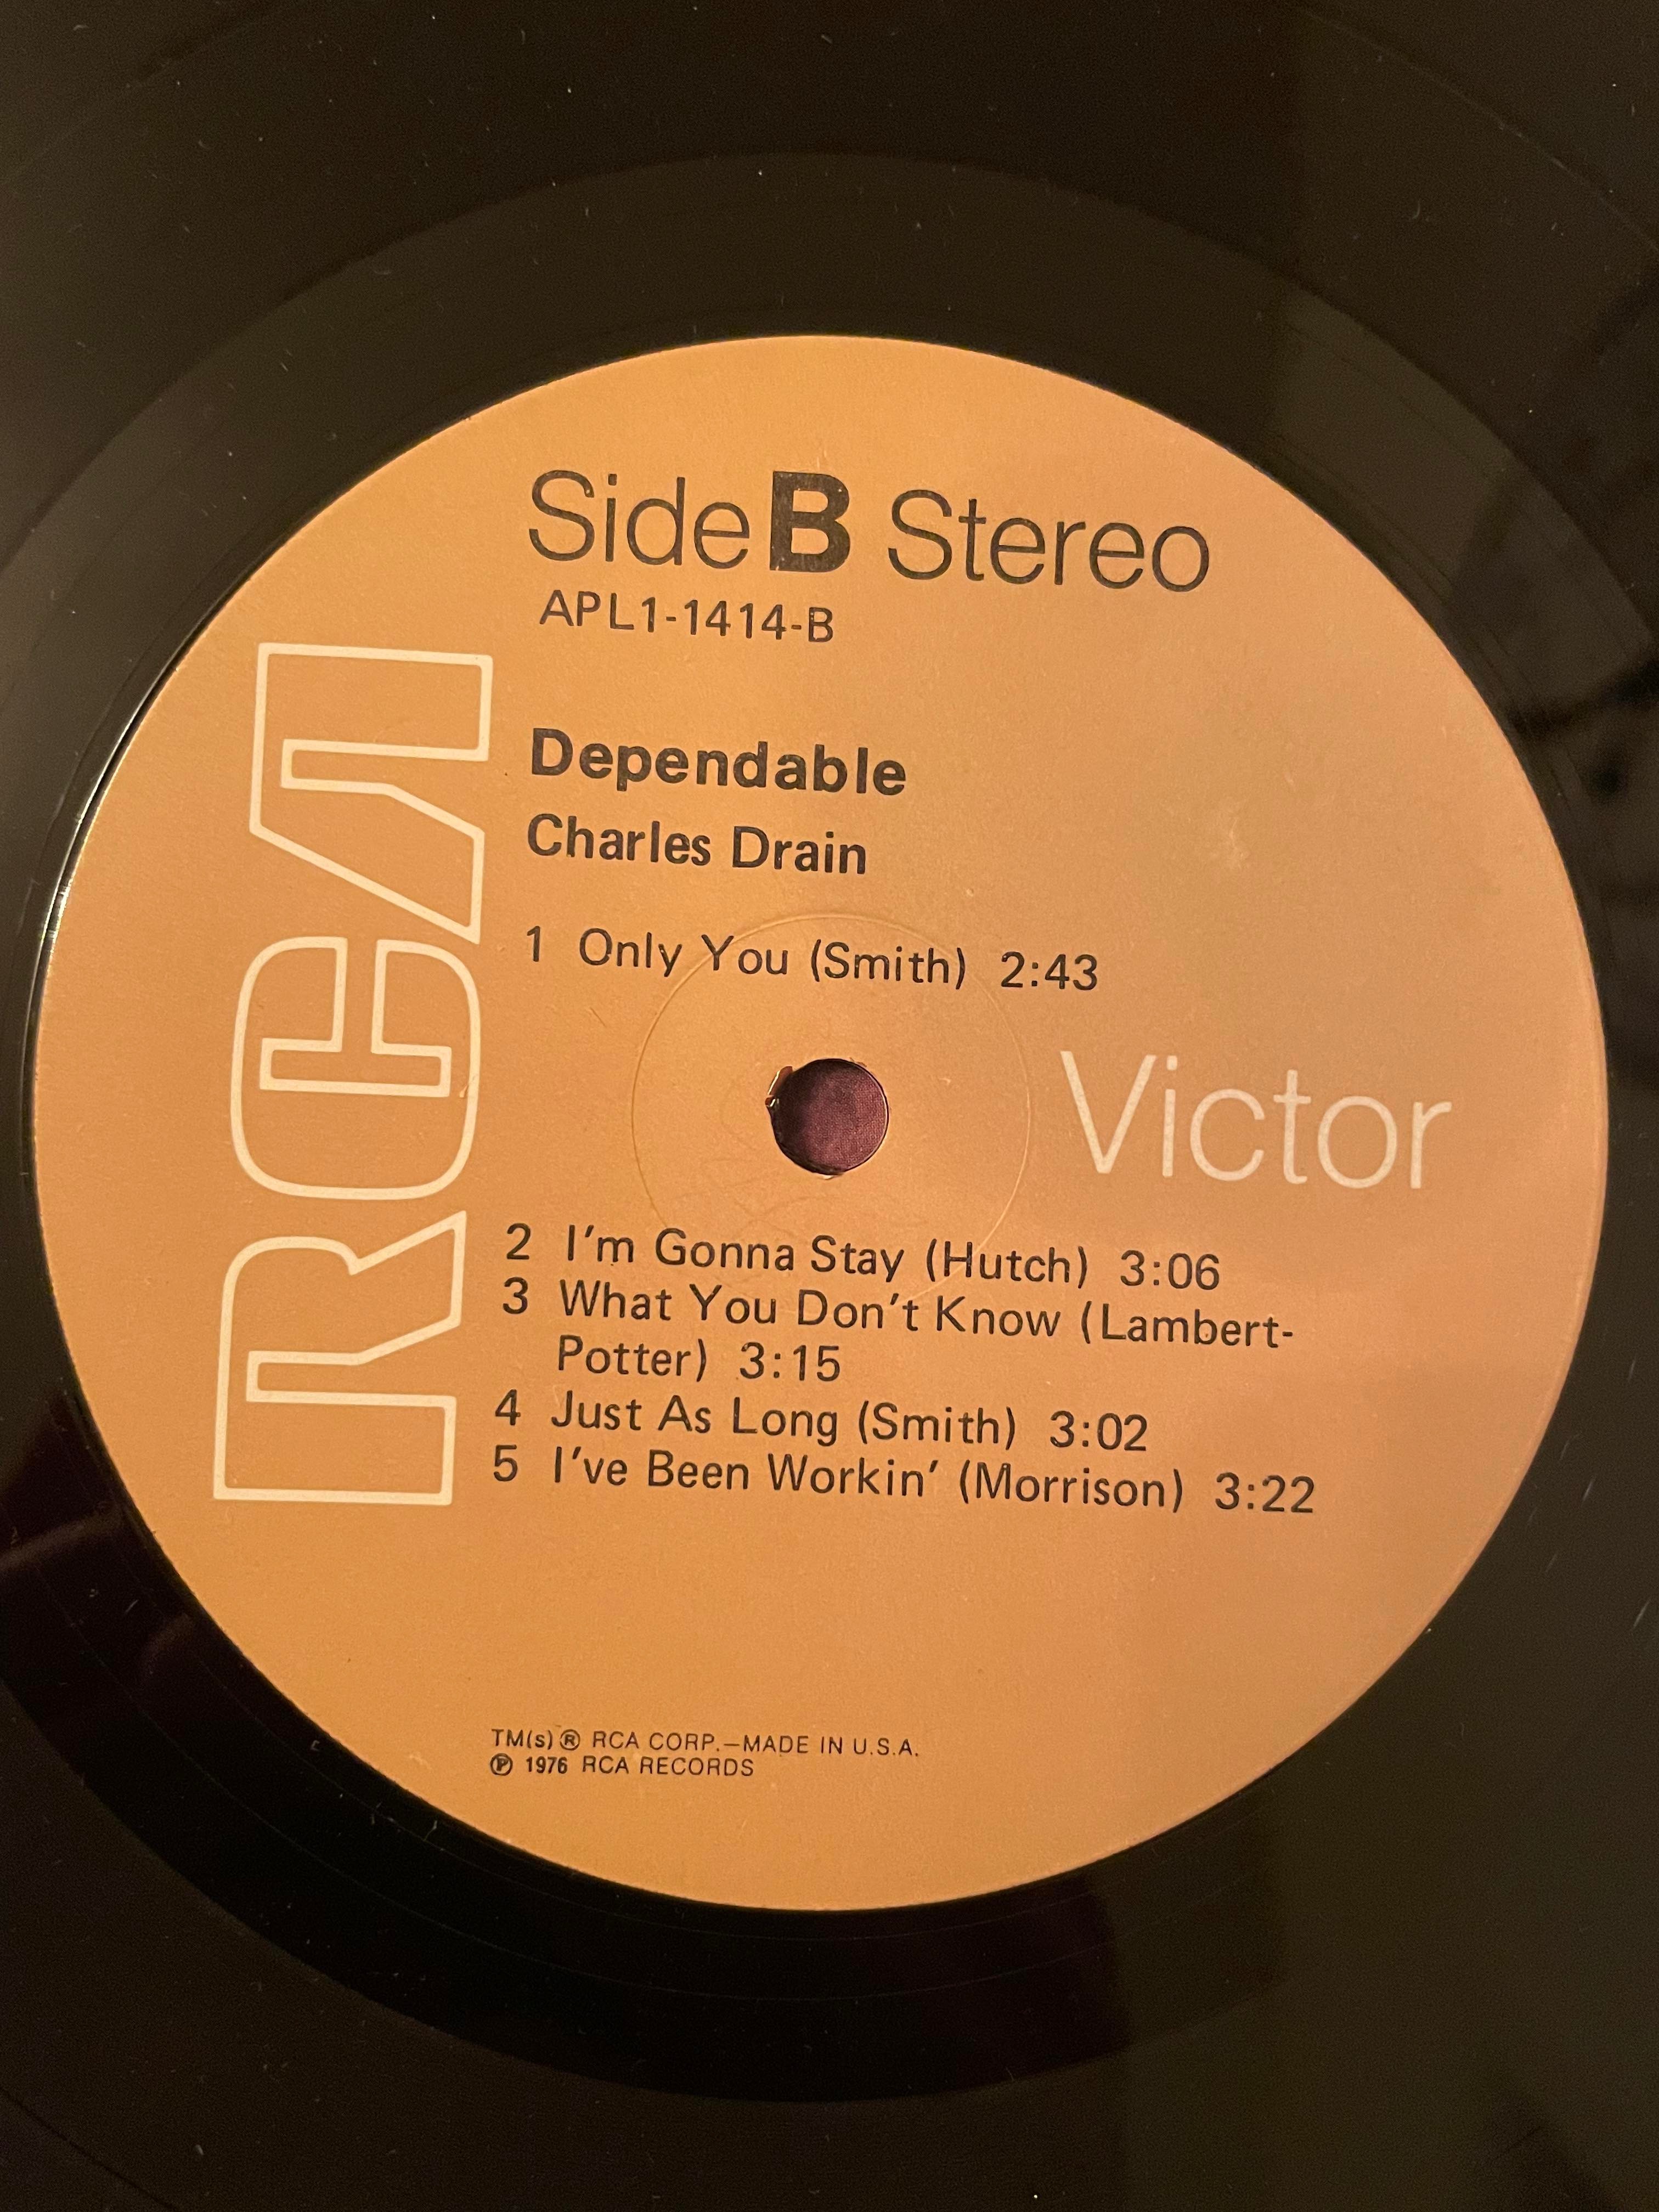 Side B Stereo
APL1-1414-B
RCA
Dependable
Charles Drain
1 Only You (Smith) 2:43
Victor
2 I'm Gonna Stay (Hutch) 3:06
3 What You Don't Know (Lambert-
Potter) 3:15
4 Just As Long (Smith) 3:02
5 I've Been Workin' (Morrison) 3:22
TM(s) ® RCA CORP.—MADE IN U.S.A.
℗ 1976 RCA RECORDS